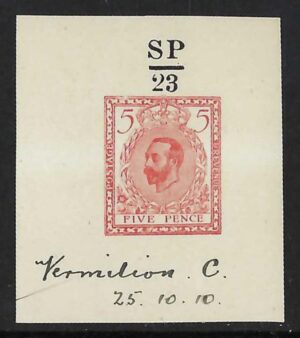 SP
23
5 5
POSTAGE
& REVENUE
FIVE PENCE
Vermilion. C.
25. 10. 10.